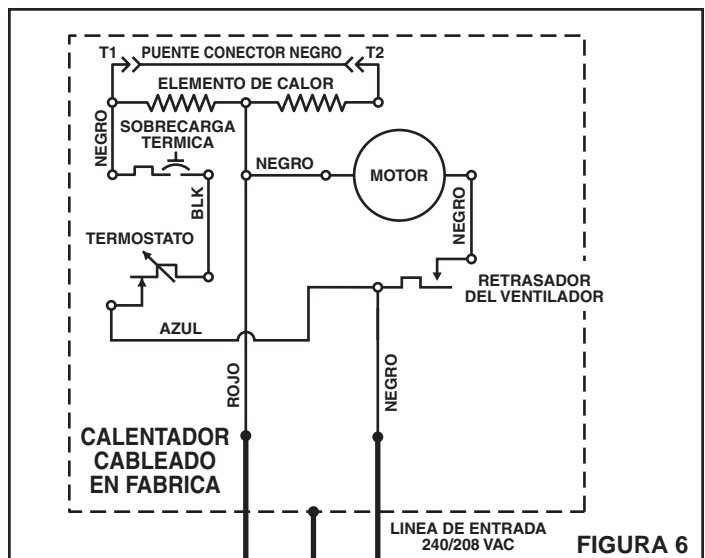 T1
PUENTE CONECTOR NEGRO
T2
ELEMENTO DE CALOR
NEGRO
SOBRECARGA
TERMICA
NEGRO
MOTOR
BLK
NEGRO
TERMOSTATO
RETRASADOR
DEL VENTILADOR
AZUL
ROJO
NEGRO
CALENTADOR
CABLEADO
EN FABRICA
LINEA DE ENTRADA
240/208 VAC
FIGURA 6